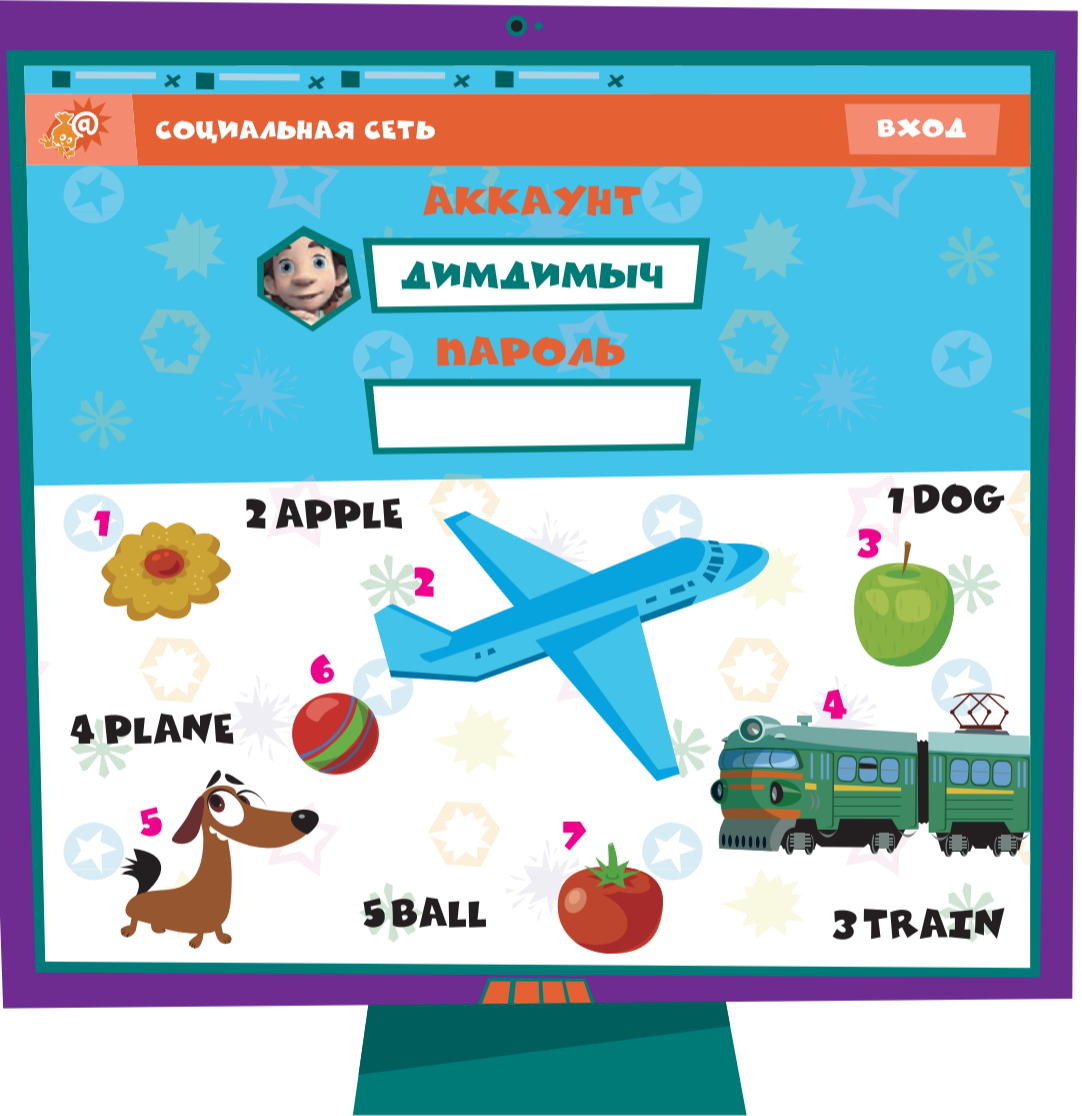 @
СОЦИАЛЬНАЯ СЕТЬ
ВХОД
АККАУНТ
ДИМДИМЫЧ
ПАРОЛЬ
1
2 APPLE
1 DOG
3
2
6
4
4 PLANE
5
7
5 BALL
3 TRAIN